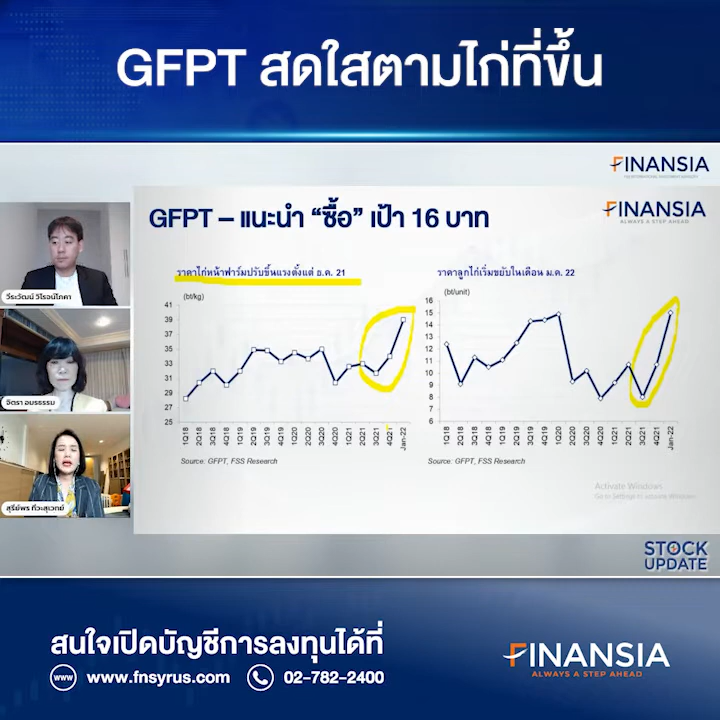 GFPT สดใสตามไก่ที่ขึ้น
FINANSIA
FINANSIA
ALWAYS A STEP AHEAD
GFPT – แนะนำ “ซื้อ” เป้า 16 บาท
ราคาไก่หน้าฟาร์มปรับขึ้นแรงตั้งแต่ ธ.ค. 21
(bt/kg)
41
39
37
35
33
31
29
27
25
1Q18 2Q18 3Q18 4Q18 1Q19 2Q19 3Q19 4Q19 1Q20 2Q20 3Q20 4Q20 1Q21 2Q21 3Q21 4Q21 Jan-22
Source: GFPT, FSS Research
ราคาลูกไก่เริ่มขยับในเดือน ม.ค. 22
(bt/unit)
16
15
14
13
12
11
10
9
8
7
6
1Q18 2Q18 3Q18 4Q18 1Q19 2Q19 3Q19 4Q19 1Q20 2Q20 3Q20 4Q20 1Q21 2Q21 3Q21 4Q21 Jan-22
Source: GFPT, FSS Research
วีระวัฒน์ วิโรจน์โภคา
จิตรา อมรธรรม
สุรีย์พร ทีวะสุเวทย์
Activate Windows
Go to Settings to activate Windows.
STOCK
UPDATE
สนใจเปิดบัญชีการลงทุนได้ที่
www www.fnsyrus.com 02-782-2400
FINANSIA
ALWAYS A STEP AHEAD